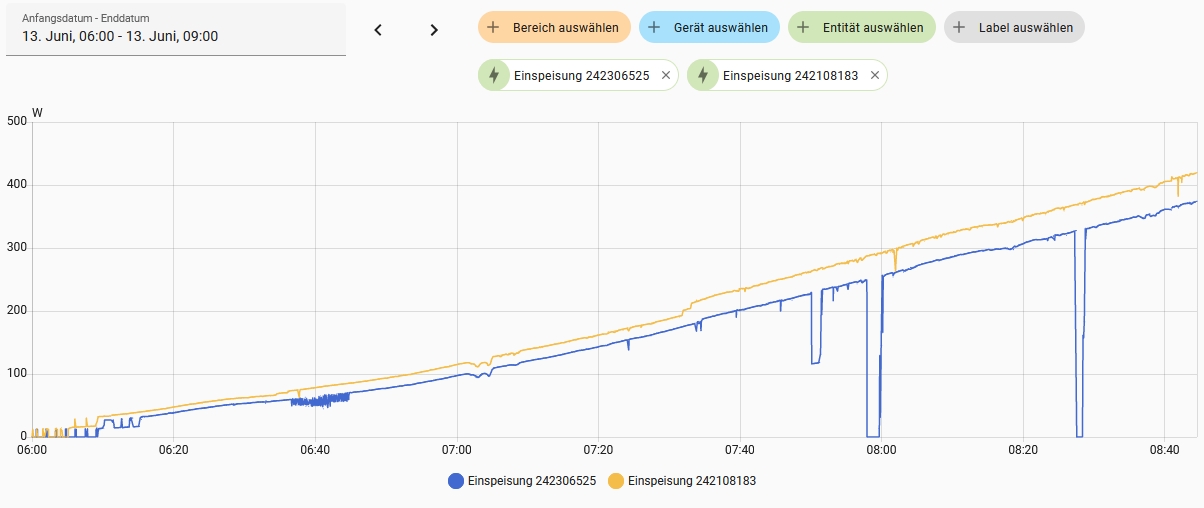 Anfangsdatum - Enddatum
13. Juni, 06:00 - 13. Juni, 09:00
Bereich auswählen
Gerät auswählen
Entität auswählen
Label auswählen
Einspeisung 242306525
Einspeisung 242108183
W
500
400
300
200
100
0
06:00 06:20 06:40 07:00 07:20 07:40 08:00 08:20 08:40
Einspeisung 242306525 Einspeisung 242108183